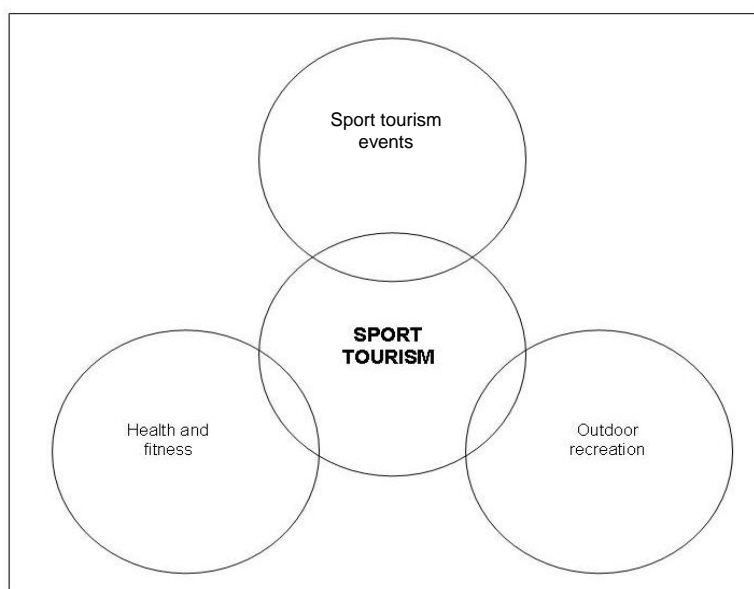 Sport tourism
events
SPORT
TOURISM
Health and
fitness
Outdoor
recreation